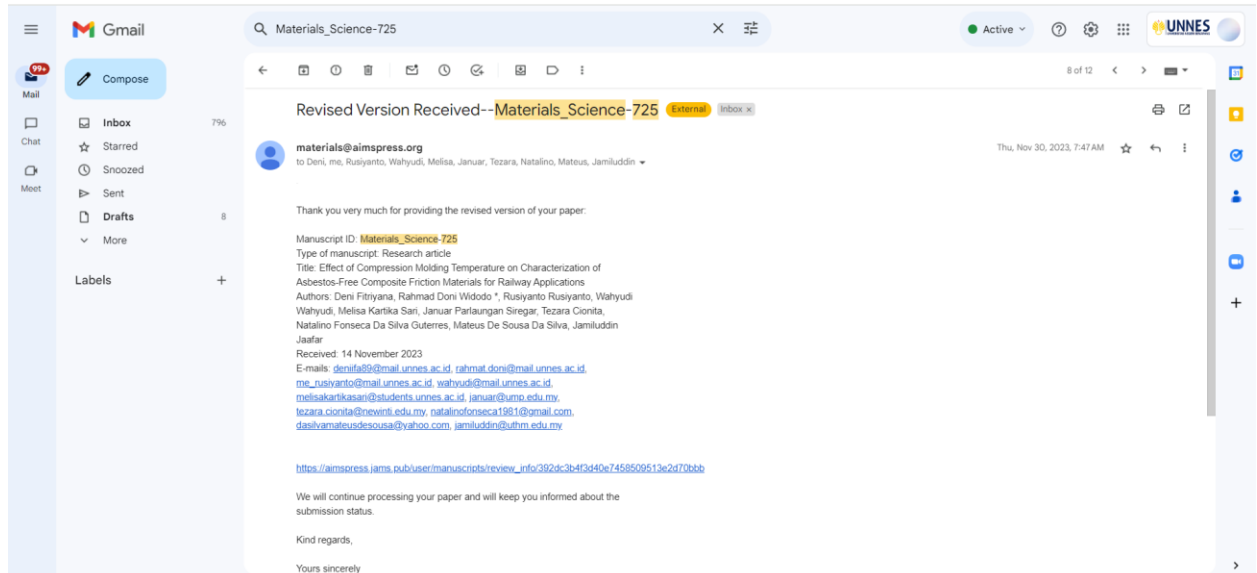 Gmail
Materials_Science-725
Active
UNNES
99+
Mail
Chat
Meet
Compose
Inbox 796
Starred
Snoozed
Sent
Drafts 8
More
Labels
8 of 12
31
Revised Version Received--Materials_Science-725 External Inbox ×
materials@aimspress.org
Thu, Nov 30, 2023, 7:47 AM
to Deni, me, Rusiyanto, Wahyudi, Melisa, Januar, Tezara, Natalino, Mateus, Jamiluddin
Thank you very much for providing the revised version of your paper:
Manuscript ID: Materials_Science-725
Type of manuscript: Research article
Title: Effect of Compression Molding Temperature on Characterization of
Asbestos-Free Composite Friction Materials for Railway Applications
Authors: Deni Fitriyana, Rahmad Doni Widodo *, Rusiyanto Rusiyanto, Wahyudi
Wahyudi, Melisa Kartika Sari, Januar Parlaungan Siregar, Tezara Cionita,
Natalino Fonseca Da Silva Guterres, Mateus De Sousa Da Silva, Jamiluddin
Jaafar
Received: 14 November 2023
E-mails: deniifa89@mail.unnes.ac.id, rahmat.doni@mail.unnes.ac.id,
me_rusiyanto@mail.unnes.ac.id, wahyudi@mail.unnes.ac.id,
melisakartikasari@students.unnes.ac.id, januar@ump.edu.my,
tezara.cionita@newinti.edu.my, natalinofonseca1981@gmail.com,
dasilvamateusdesousa@yahoo.com, jamiluddin@uthm.edu.my
https://aimspress.jams.pub/user/manuscripts/review_info/392dc3b4f3d40e7458509513e2d70bbb
We will continue processing your paper and will keep you informed about the
submission status.
Kind regards,
Yours sincerely